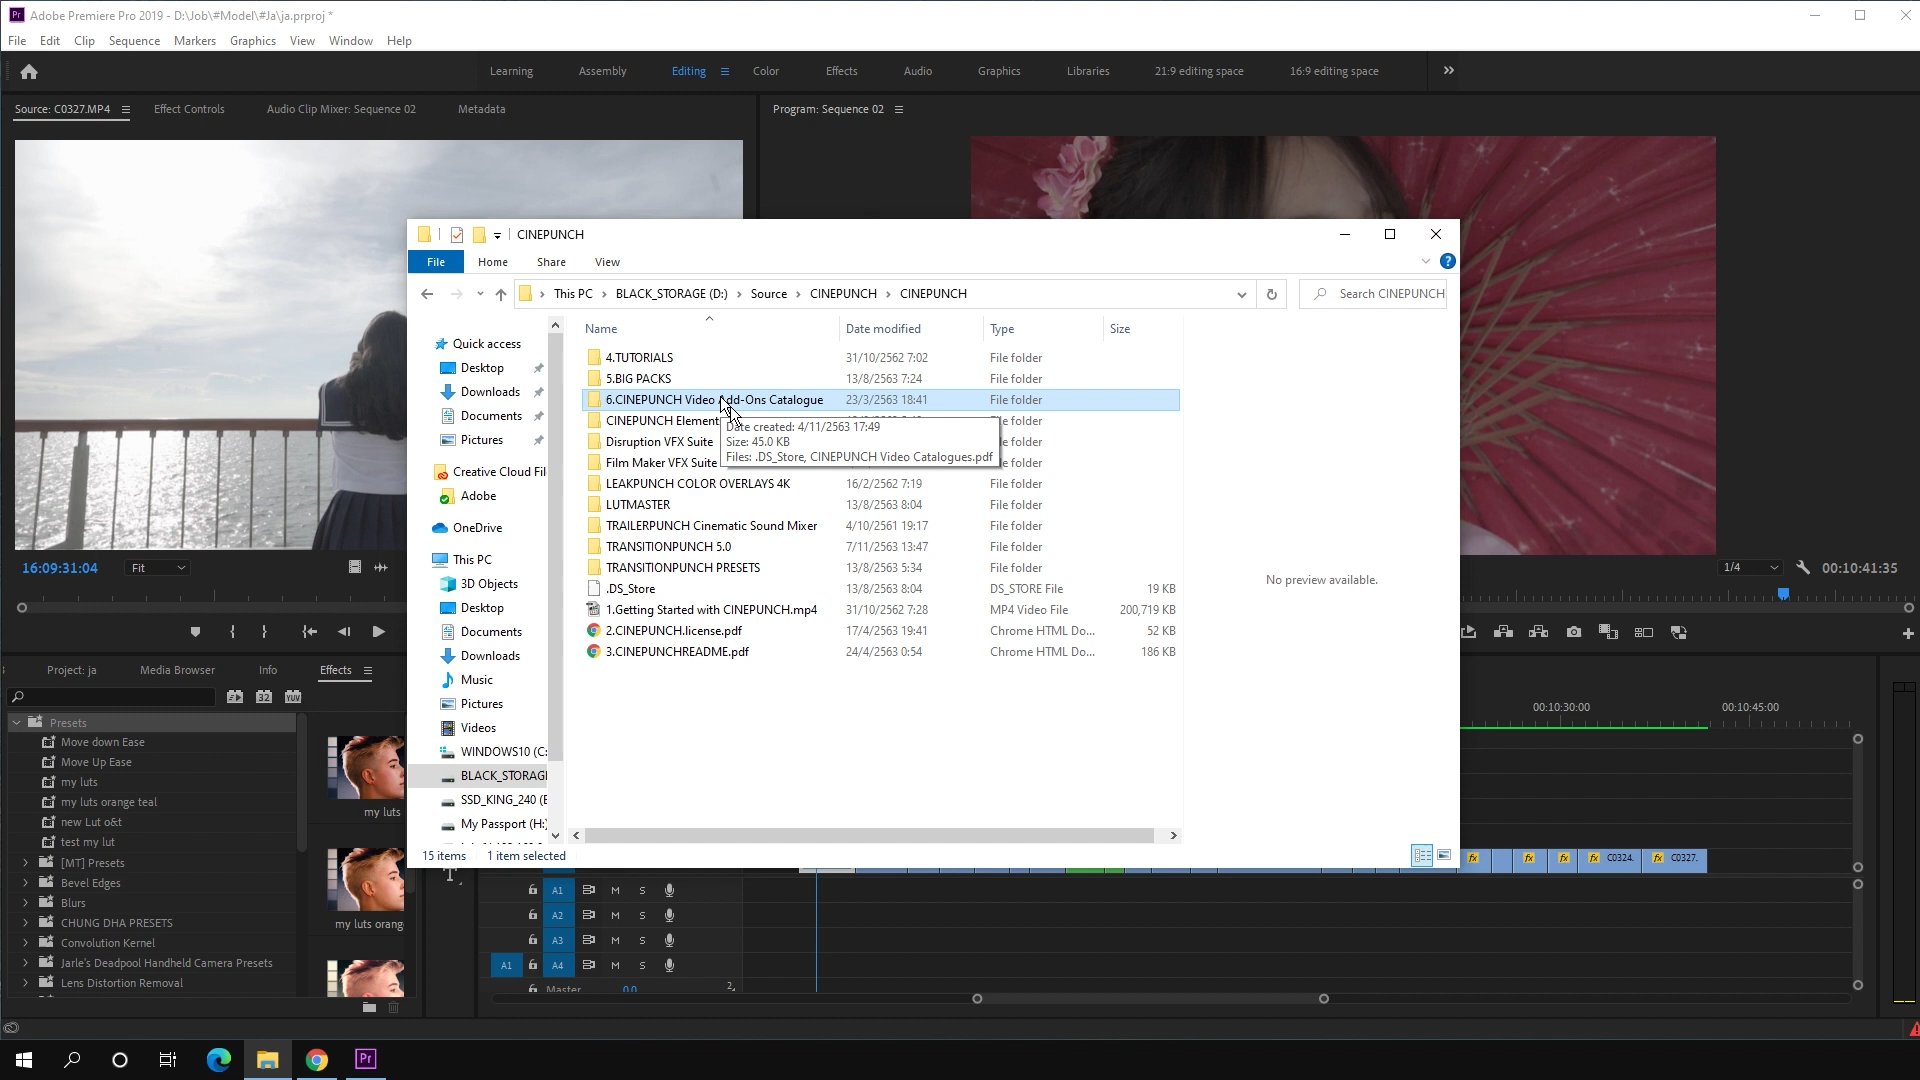 Adobe Premiere Pro 2019 - D:\Job\#Model\#Ja\ja.prproj *
File Edit Clip Sequence Markers Graphics View Window Help
Learning Assembly Editing Color Effects Audio Graphics Libraries 21:9 editing space 16:9 editing space
Source: C0327.MP4 Effect Controls Audio Clip Mixer: Sequence 02 Metadata
Program: Sequence 02
16:09:31:04 Fit
1/4 00:10:41:35
CINEPUNCH
File Home Share View
This PC BLACK_STORAGE (D:) Source CINEPUNCH CINEPUNCH
Search CINEPUNCH
Quick access
Desktop
Downloads
Documents
Pictures
Creative Cloud Fil
Adobe
OneDrive
This PC
3D Objects
Desktop
Documents
Downloads
Music
Pictures
Videos
WINDOWS10 (C:
BLACK_STORAGE
SSD_KING_240 (E
My Passport (H:)
Name Date modified Type Size
4.TUTORIALS 31/10/2562 7:02 File folder
5.BIG PACKS 13/8/2563 7:24 File folder
6.CINEPUNCH Video Add-Ons Catalogue 23/3/2563 18:41 File folder
CINEPUNCH Element
Disruption VFX Suite
Film Maker VFX Suite
Date created: 4/11/2563 17:49
Size: 45.0 KB
Files: .DS_Store, CINEPUNCH Video Catalogues.pdf
LEAKPUNCH COLOR OVERLAYS 4K 16/2/2562 7:19 File folder
LUTMASTER 13/8/2563 8:04 File folder
TRAILERPUNCH Cinematic Sound Mixer 4/10/2561 19:17 File folder
TRANSITIONPUNCH 5.0 7/11/2563 13:47 File folder
TRANSITIONPUNCH PRESETS 13/8/2563 5:34 File folder
.DS_Store 13/8/2563 8:04 DS_STORE File 19 KB
1.Getting Started with CINEPUNCH.mp4 31/10/2562 7:28 MP4 Video File 200,719 KB
2.CINEPUNCH.license.pdf 17/4/2563 19:41 Chrome HTML Do... 52 KB
3.CINEPUNCHREADME.pdf 24/4/2563 0:54 Chrome HTML Do... 186 KB
No preview available.
15 items 1 item selected
Project: ja Media Browser Info Effects
Presets
Move down Ease
Move Up Ease
my luts
my luts orange teal
new Lut o&t
test my lut
[MT] Presets
Bevel Edges
Blurs
CHUNG DHA PRESETS
Convolution Kernel
Jarle's Deadpool Handheld Camera Presets
Lens Distortion Removal
my luts
my luts orang
00:10:30:00 00:10:45:00
fx fx fx fx C0324. fx C0327.
A1 M S
A2 M S
A3 M S
A1 A4 M S
Master 0.0